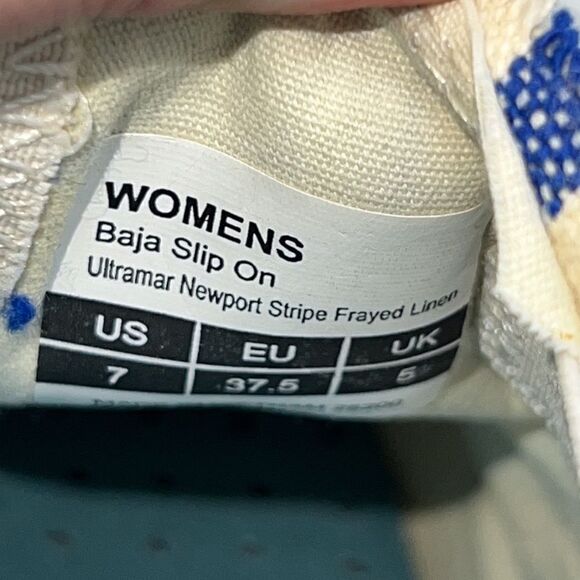 WOMENS
Baja Slip On
Ultramar Newport Stripe Frayed Linen
US EU UK
7 37.5 5